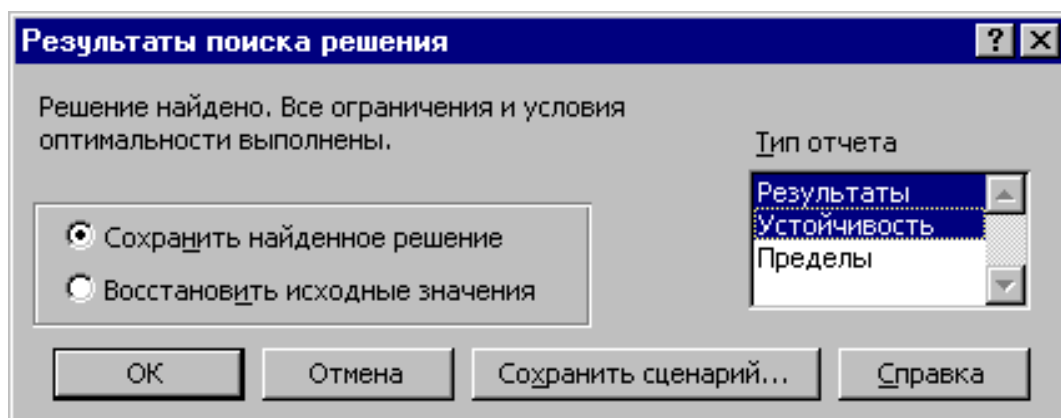 Результаты поиска решения
Решение найдено. Все ограничения и условия
оптимальности выполнены.
Тип отчета
Результаты
Устойчивость
Пределы
Сохранить найденное решение
Восстановить исходные значения
ОК
Отмена
Сохранить сценарий...
Справка